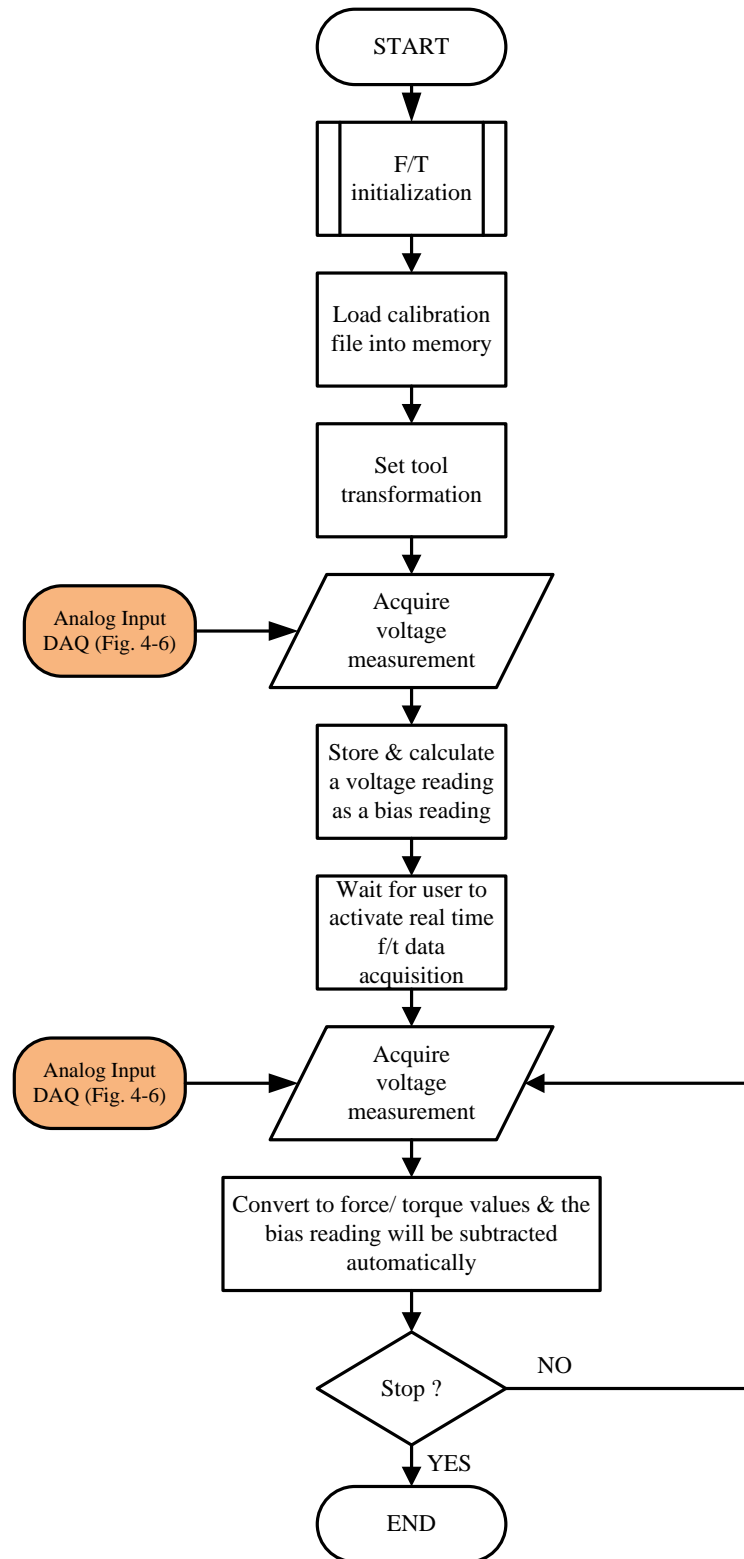 START
F/T
initialization
Load calibration
file into memory
Set tool
transformation
Analog Input
DAQ (Fig. 4-6)
Acquire
voltage
measurement
Store & calculate
a voltage reading
as a bias reading
Wait for user to
activate real time
f/t data
acquisition
Analog Input
DAQ (Fig. 4-6)
Acquire
voltage
measurement
Convert to force/ torque values & the
bias reading will be subtracted
automatically
Stop ?
NO
YES
END